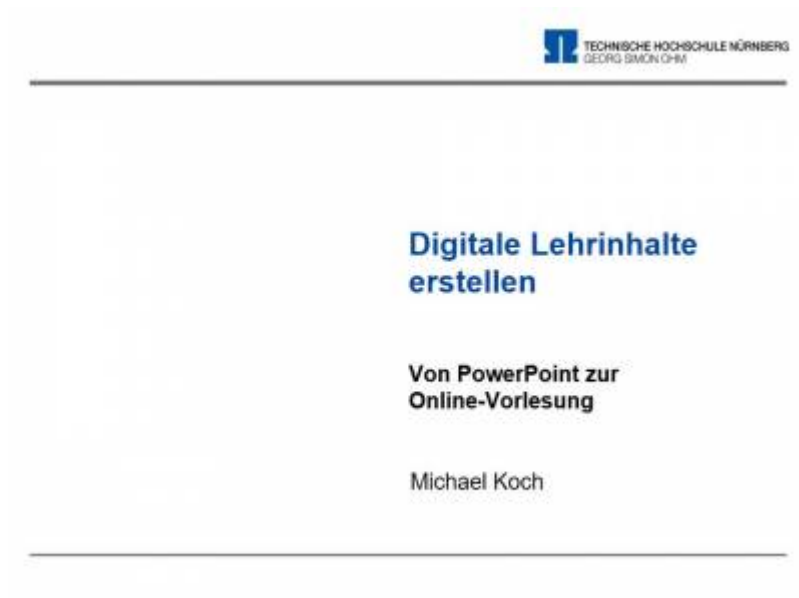 TECHNISCHE HOCHSCHULE NÜRNBERG
GEORG SIMON OHM
Digitale Lehrinhalte
erstellen
Von PowerPoint zur
Online-Vorlesung
Michael Koch